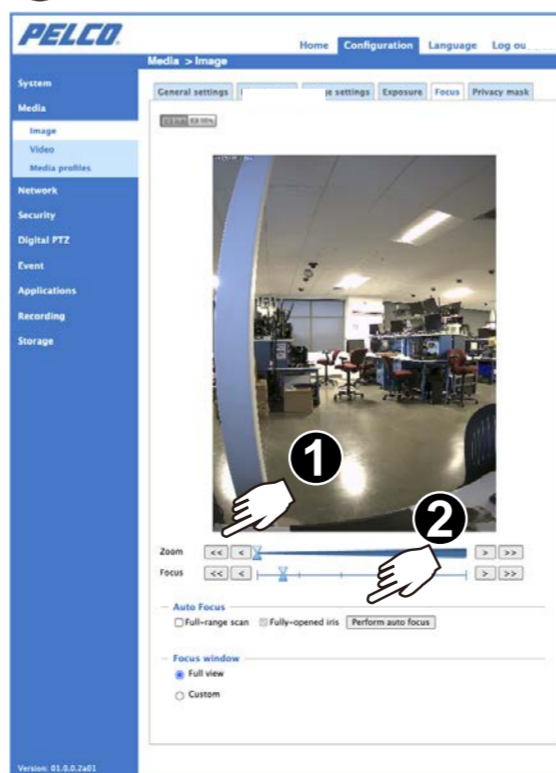 PELCO.
Home Configuration Language Log ou
Media > Image
System
Media
Image
Video
Media profiles
Network
Security
Digital PTZ
Event
Applications
Recording
Storage
General settings settings Exposure Focus Privacy mask
1
2
Zoom << < > >>
Focus << < > >>
Auto Focus
Full-range scan Fully-opened iris Perform auto focus
Focus window
Full view
Custom
Version: 01.0.0.2a01